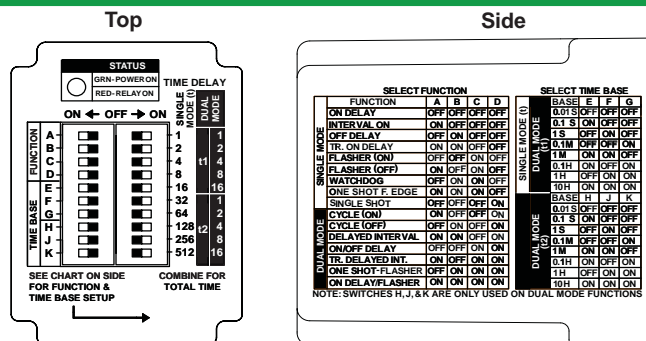 Top
Side
STATUS
GRN-POWER ON
RED-RELAY ON
TIME DELAY
ON ← OFF → ON
SINGLE MODE (t)
DUAL MODE
FUNCTION
TIME BASE
A 1 1
B 2 2
C 4 t1 4
D 8 8
E 16 16
F 32 1
G 64 2
H 128 t2 4
J 256 8
K 512 16
SEE CHART ON SIDE
FOR FUNCTION &
TIME BASE SETUP
COMBINE FOR
TOTAL TIME
SELECT FUNCTION
FUNCTION A B C D
SINGLE MODE
ON DELAY OFF OFF OFF OFF
INTERVAL ON ON OFF OFF OFF
OFF DELAY OFF ON OFF OFF
TR. ON DELAY ON ON OFF OFF
FLASHER (ON) OFF OFF ON OFF
FLASHER (OFF) ON OFF ON OFF
WATCHDOG OFF ON ON OFF
ONE SHOT F. EDGE ON ON ON OFF
SINGLE SHOT OFF OFF OFF ON
DUAL MODE
CYCLE (ON) ON OFF OFF ON
CYCLE (OFF) OFF ON OFF ON
DELAYED INTERVAL ON ON OFF ON
ON/OFF DELAY OFF OFF ON ON
TR. DELAYED INT. ON OFF ON ON
ONE SHOT-FLASHER OFF ON ON ON
ON DELAY/FLASHER ON ON ON ON
SELECT TIME BASE
SINGLE MODE (t)
DUAL MODE (t1)
BASE E F G
0.01 S OFF OFF OFF
0.1 S ON OFF OFF
1 S OFF ON OFF
0.1M ON ON OFF
1 M OFF OFF ON
0.1H ON OFF ON
1H OFF ON ON
10H ON ON ON
DUAL MODE (t2)
BASE H J K
0.01 S OFF OFF OFF
0.1 S ON OFF OFF
1S OFF ON OFF
0.1M ON ON OFF
1M OFF OFF ON
0.1H ON OFF ON
1H OFF ON ON
10H ON ON ON
NOTE: SWITCHES H, J, & K ARE ONLY USED ON DUAL MODE FUNCTIONS